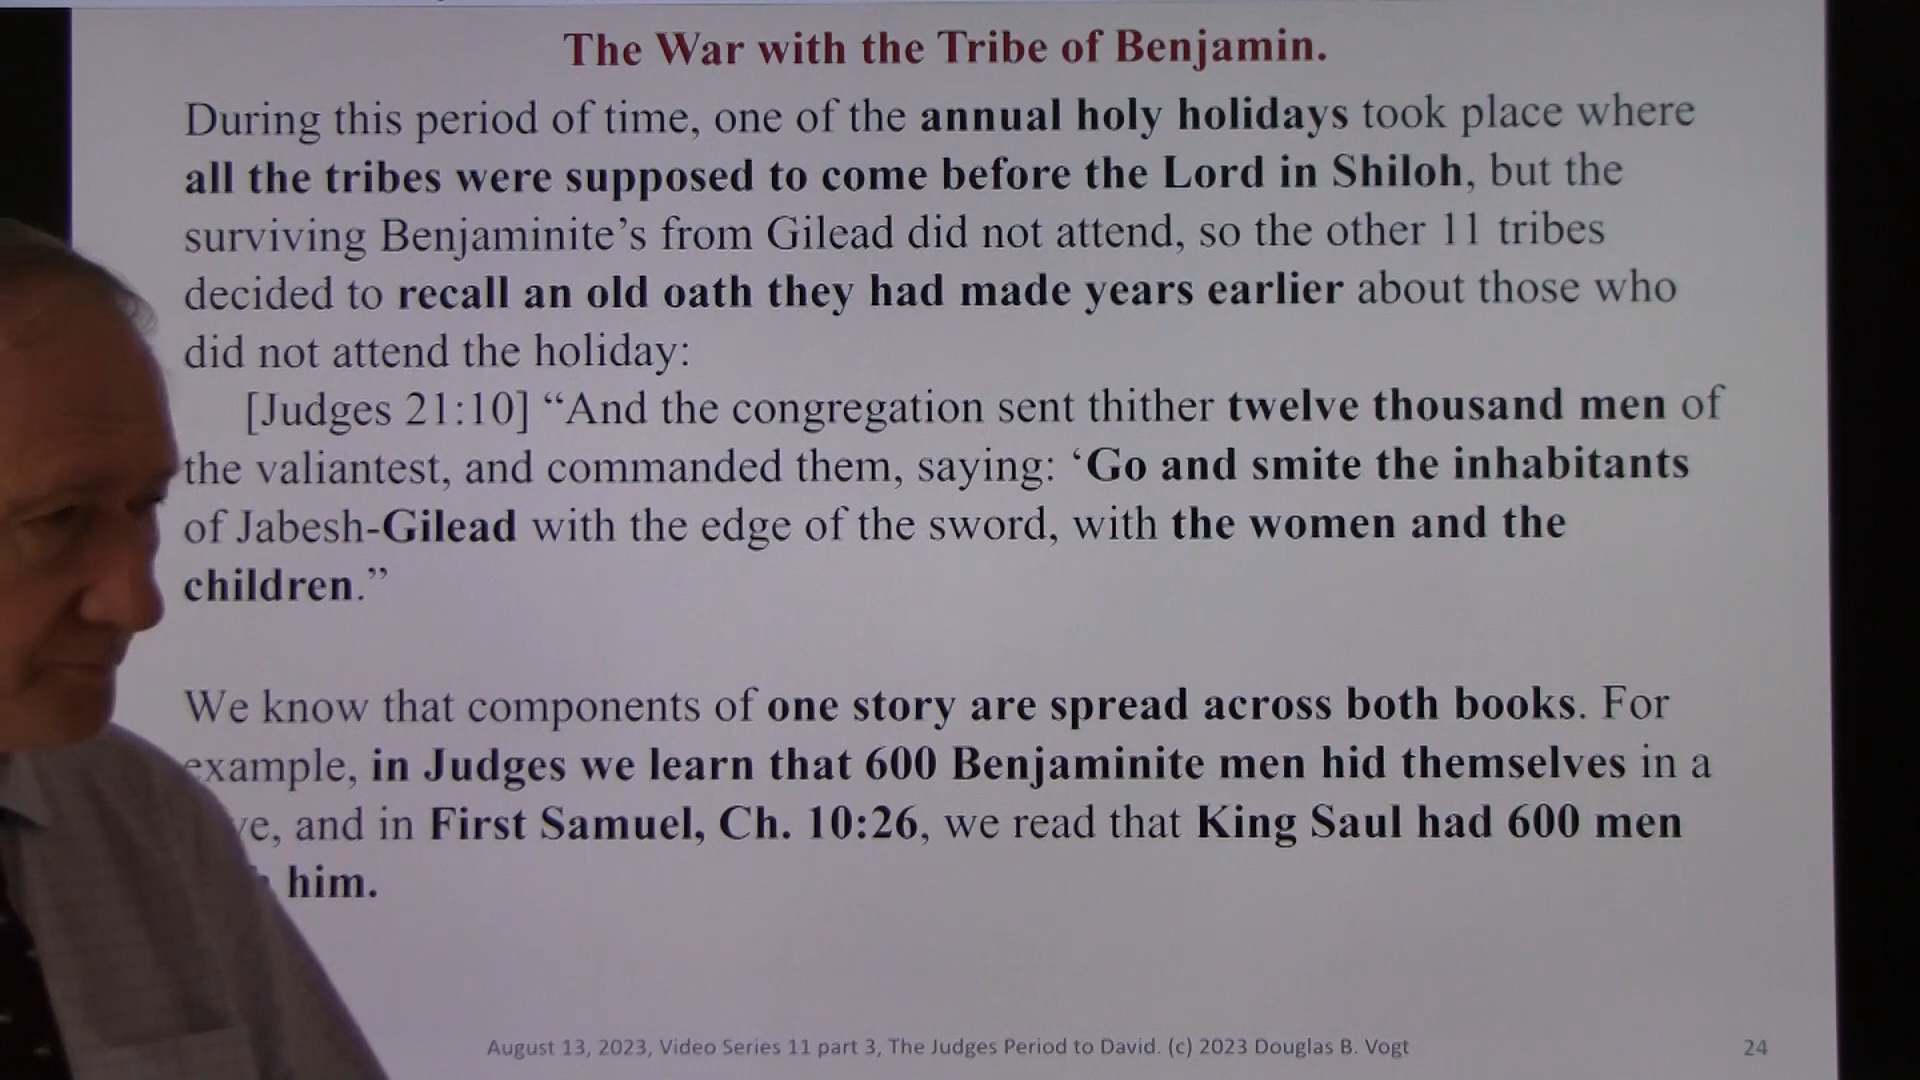 The War with the Tribe of Benjamin.
During this period of time, one of the annual holy holidays took place where
all the tribes were supposed to come before the Lord in Shiloh, but the
surviving Benjaminite’s from Gilead did not attend, so the other 11 tribes
decided to recall an old oath they had made years earlier about those who
did not attend the holiday:
[Judges 21:10] “And the congregation sent thither twelve thousand men of
the valiantest, and commanded them, saying: ‘Go and smite the inhabitants
of Jabesh-Gilead with the edge of the sword, with the women and the
children.”
We know that components of one story are spread across both books. For
example, in Judges we learn that 600 Benjaminite men hid themselves in a
and in First Samuel, Ch. 10:26, we read that King Saul had 600 men
him.
August 13, 2023, Video Series 11 part 3, The Judges Period to David. (c) 2023 Douglas B. Vogt
24